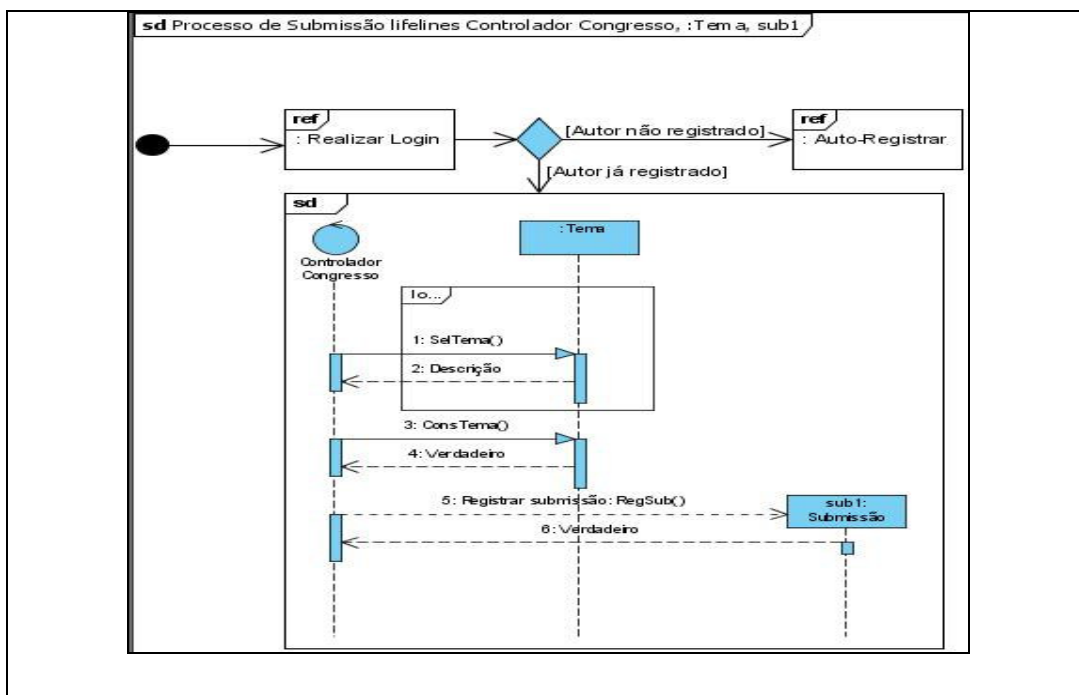 sd Processo de Submissão lifelines Controlador Congresso, :Tema, sub1
ref
: Realizar Login
[Autor não registrado]
ref
: Auto-Registrar
[Autor já registrado]
sd
: Tema
Controlador
Congresso
lo...
1: SelTema()
2: Descrição
3: ConsTema()
4: Verdadeiro
5: Registrar submissão: RegSub()
sub1:
Submissão
6: Verdadeiro